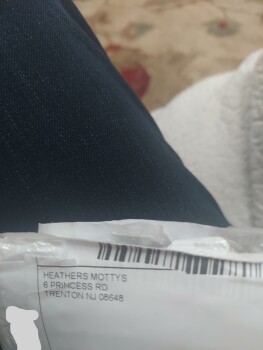 HEATHERS MOTTYS
6 PRINCESS RD
TRENTON NJ 08648